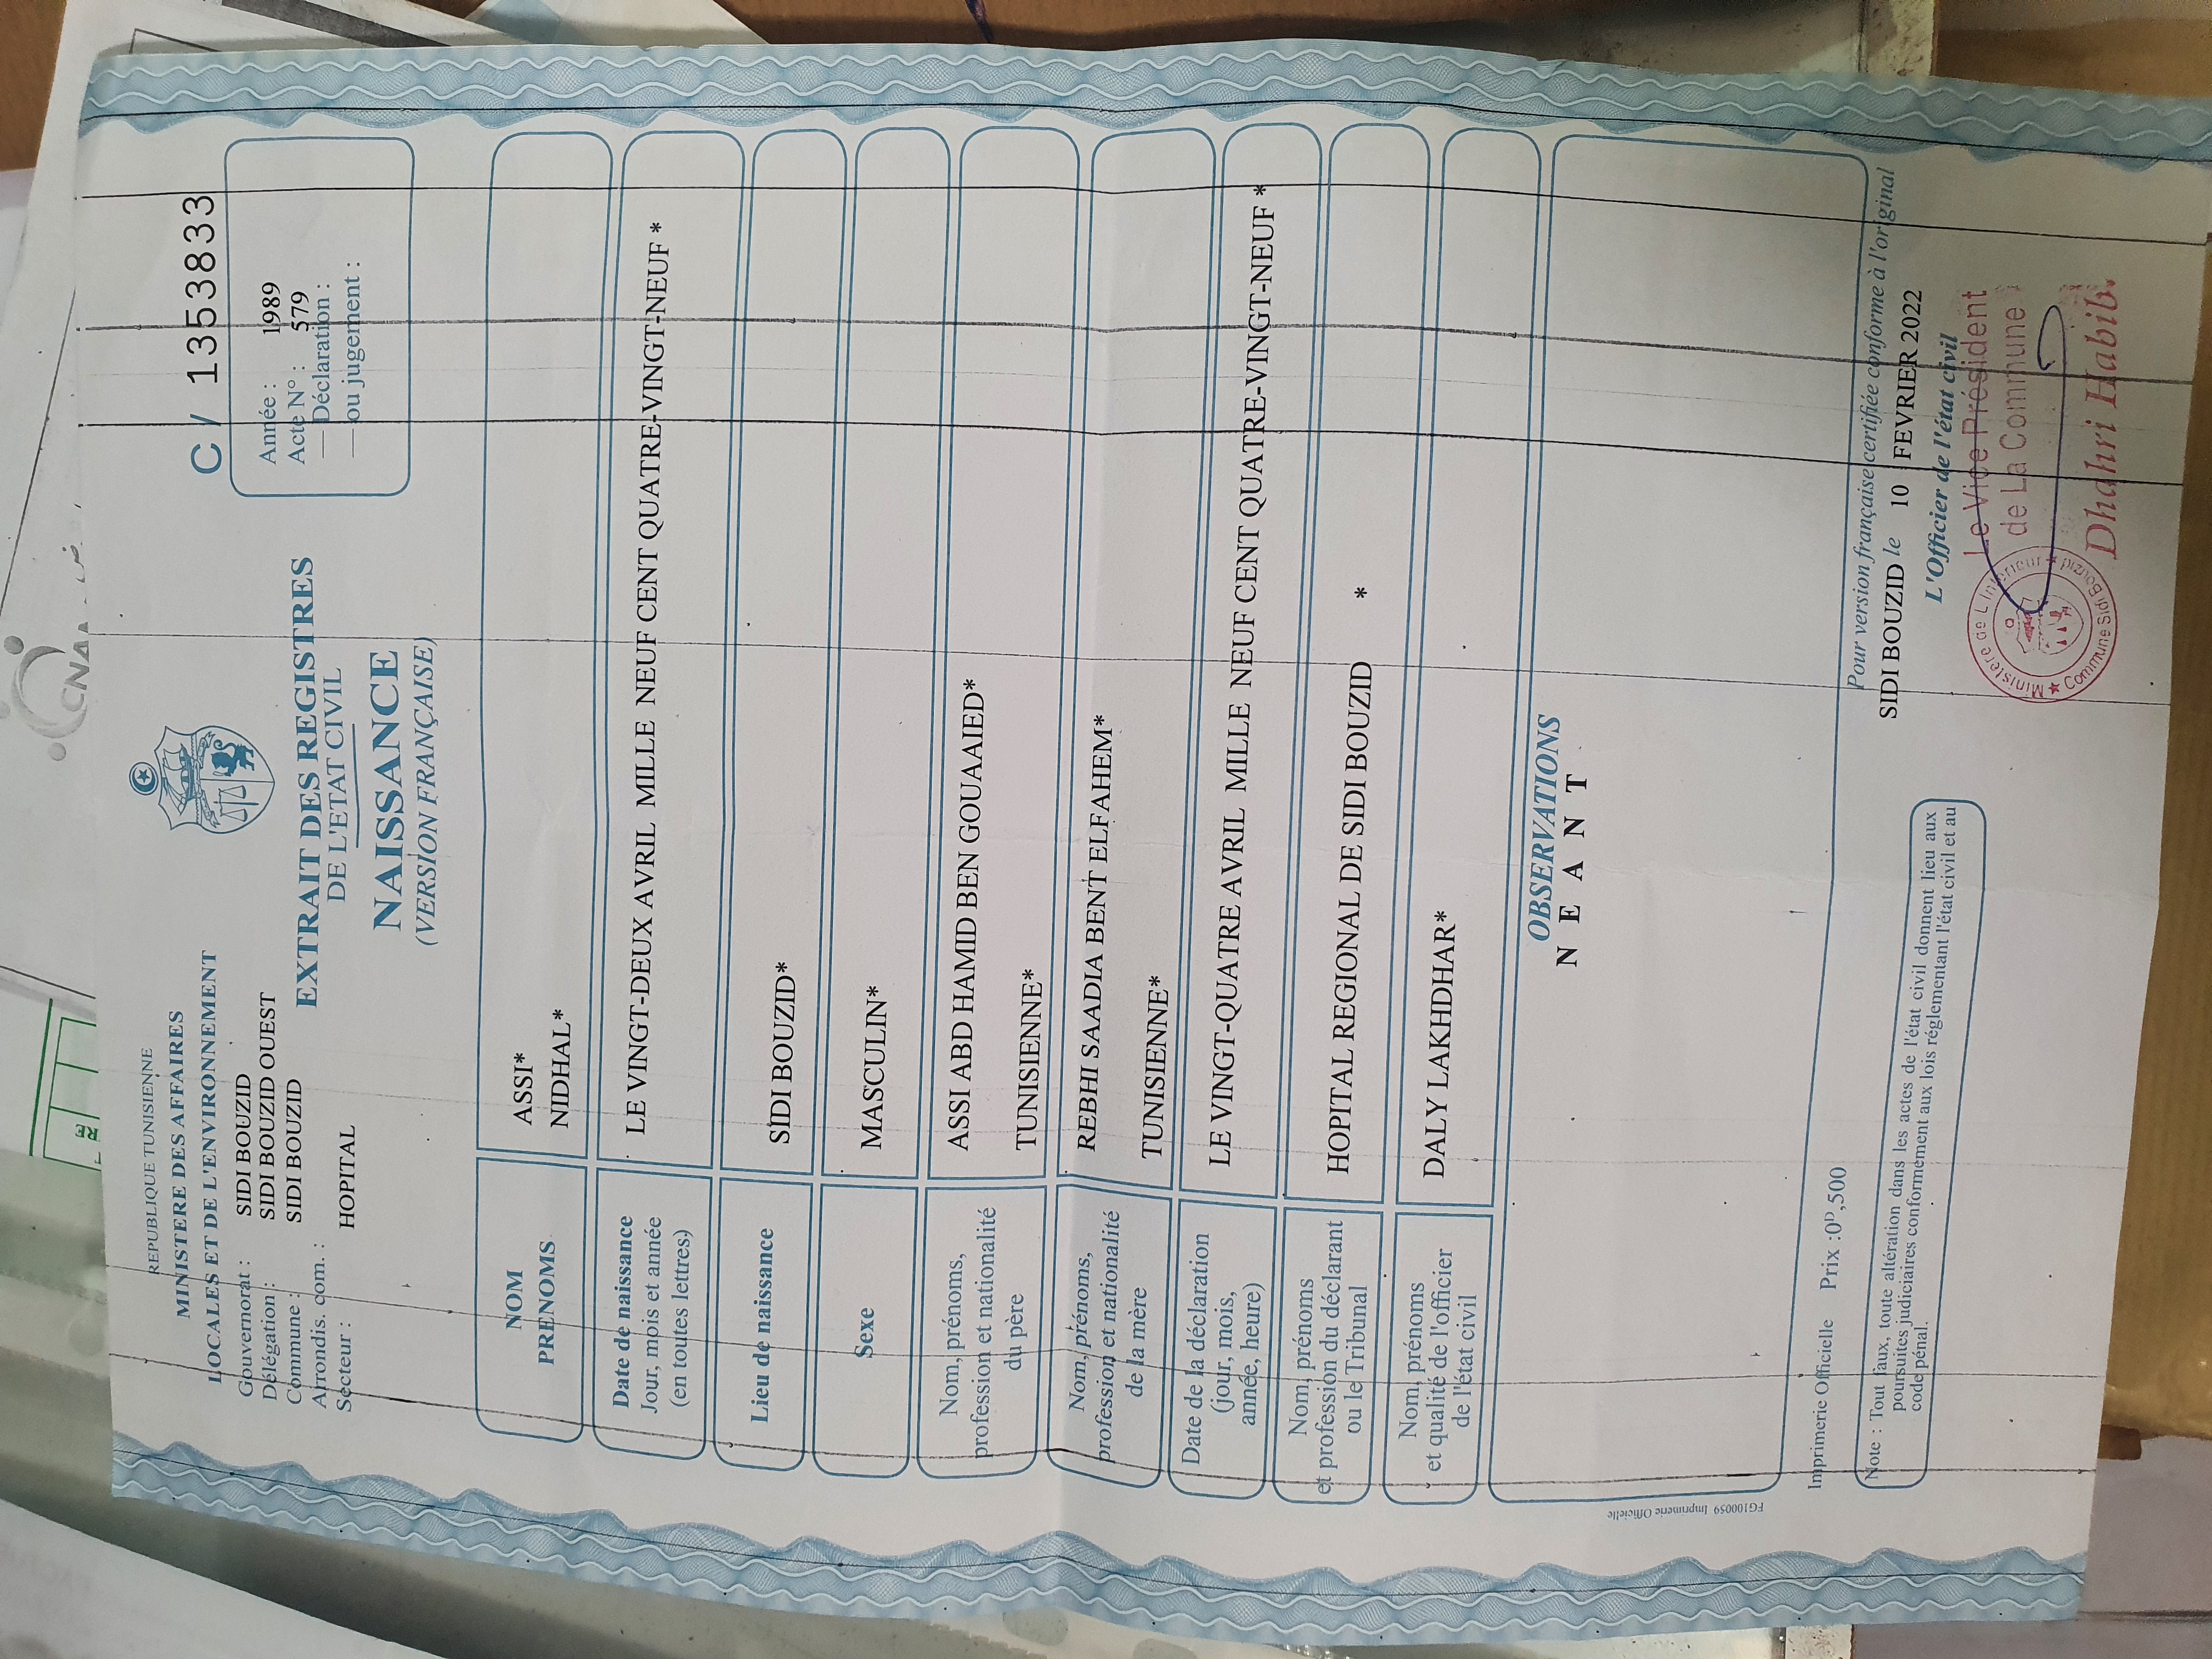 REPUBLIQUE TUNISIENNE
MINISTERE DES AFFAIRES
LOCALES ET DE L'ENVIRONNEMENT
Gouvernorat : SIDI BOUZID
Délégation : SIDI BOUZID OUEST
Commune : SIDI BOUZID
Arrondis. com. :
Secteur : HOPITAL
C/ 1353833
Année : 1989
Acte N° : 579
— Déclaration :
— ou jugement :
EXTRAIT DES REGISTRES
DE L'ETAT CIVIL
NAISSANCE
(VERSION FRANÇAISE)
NOM ASSI*
PRENOMS NIDHAL*
Date de naissance
Jour, mois et année
(en toutes lettres)
LE VINGT-DEUX AVRIL MILLE NEUF CENT QUATRE-VINGT-NEUF *
Lieu de naissance SIDI BOUZID*
Sexe MASCULIN*
Nom, prénoms,
profession et nationalité
du père
ASSI ABD HAMID BEN GOUAAIED*
TUNISIENNE*
Nom, prénoms,
profession et nationalité
de la mère
REBHI SAADIA BENT ELFAHEM*
TUNISIENNE*
Date de la déclaration
(jour, mois,
année, heure)
LE VINGT-QUATRE AVRIL MILLE NEUF CENT QUATRE-VINGT-NEUF *
Nom, prénoms
et profession du déclarant
ou le Tribunal
HOPITAL REGIONAL DE SIDI BOUZID *
Nom, prénoms
et qualité de l'officier
de l'état civil
DALY LAKHDHAR*
OBSERVATIONS
N E A N T
Imprimerie Officielle Prix :0ᴰ,500
Pour version française certifiée conforme à l'original
SIDI BOUZID le 10 FEVRIER 2022
L'Officier de l'état civil
Le Vice Président
de La Commune
Dhahri Habib
Ministère de L'Intérieur ★ Commune Sidi Bouzid ★
Note : Tout faux, toute altération dans les actes de l'état civil donnent lieu aux
poursuites judiciaires conformement aux lois réglementant l'état civil et au
code pénal.
FG100059 Imprimerie Officielle
CNA
RE